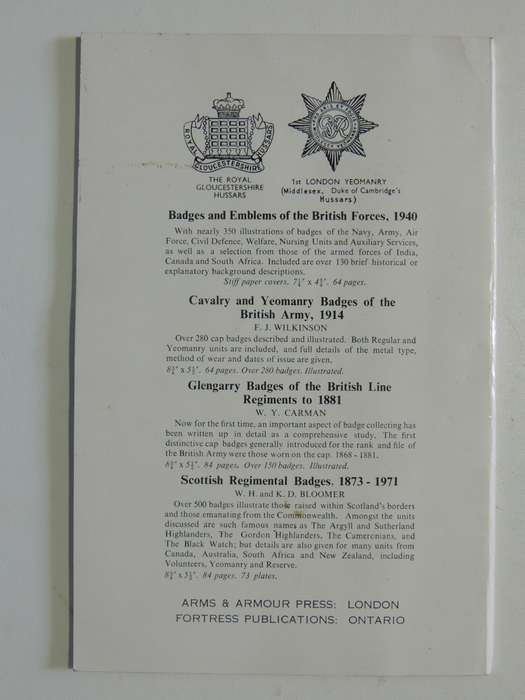 ROYAL GLOUCESTERSHIRE HUSSARS
THE ROYAL
GLOUCESTERSHIRE
HUSSARS
1st LONDON YEOMANRY
(Middlesex, Duke of Cambridge's
Hussars)
Badges and Emblems of the British Forces, 1940
With nearly 350 illustrations of badges of the Navy, Army, Air
Force, Civil Defence, Welfare, Nursing Units and Auxiliary Services,
as well as a selection from those of the armed forces of India,
Canada and South Africa. Included are over 130 brief historical or
explanatory background descriptions.
Stiff paper covers. 7¼" x 4¾". 64 pages.
Cavalry and Yeomanry Badges of the
British Army, 1914
F. J. WILKINSON
Over 280 cap badges described and illustrated. Both Regular and
Yeomanry units are included, and full details of the metal type,
method of wear and dates of issue are given.
8¾" x 5½". 64 pages. Over 280 badges. Illustrated.
Glengarry Badges of the British Line
Regiments to 1881
W. Y. CARMAN
Now for the first time, an important aspect of badge collecting has
been written up in detail as a comprehensive study. The first
distinctive cap badges generally introduced for the rank and file of
the British Army were those worn on the cap. 1868 - 1881.
8¾" x 5½". 84 pages. Over 150 badges. Illustrated.
Scottish Regimental Badges. 1873 - 1971
W. H. and K. D. BLOOMER
Over 500 badges illustrate those raised within Scotland's borders
and those emanating from the Commonwealth. Amongst the units
discussed are such famous names as The Argyll and Sutherland
Highlanders, The Gordon Highlanders, The Cameronians, and
The Black Watch; but details are also given for many units from
Canada, Australia, South Africa and New Zealand, including
Volunteers, Yeomanry and Reserve.
8¾" x 5½". 84 pages. 73 plates.
ARMS & ARMOUR PRESS: LONDON
FORTRESS PUBLICATIONS: ONTARIO